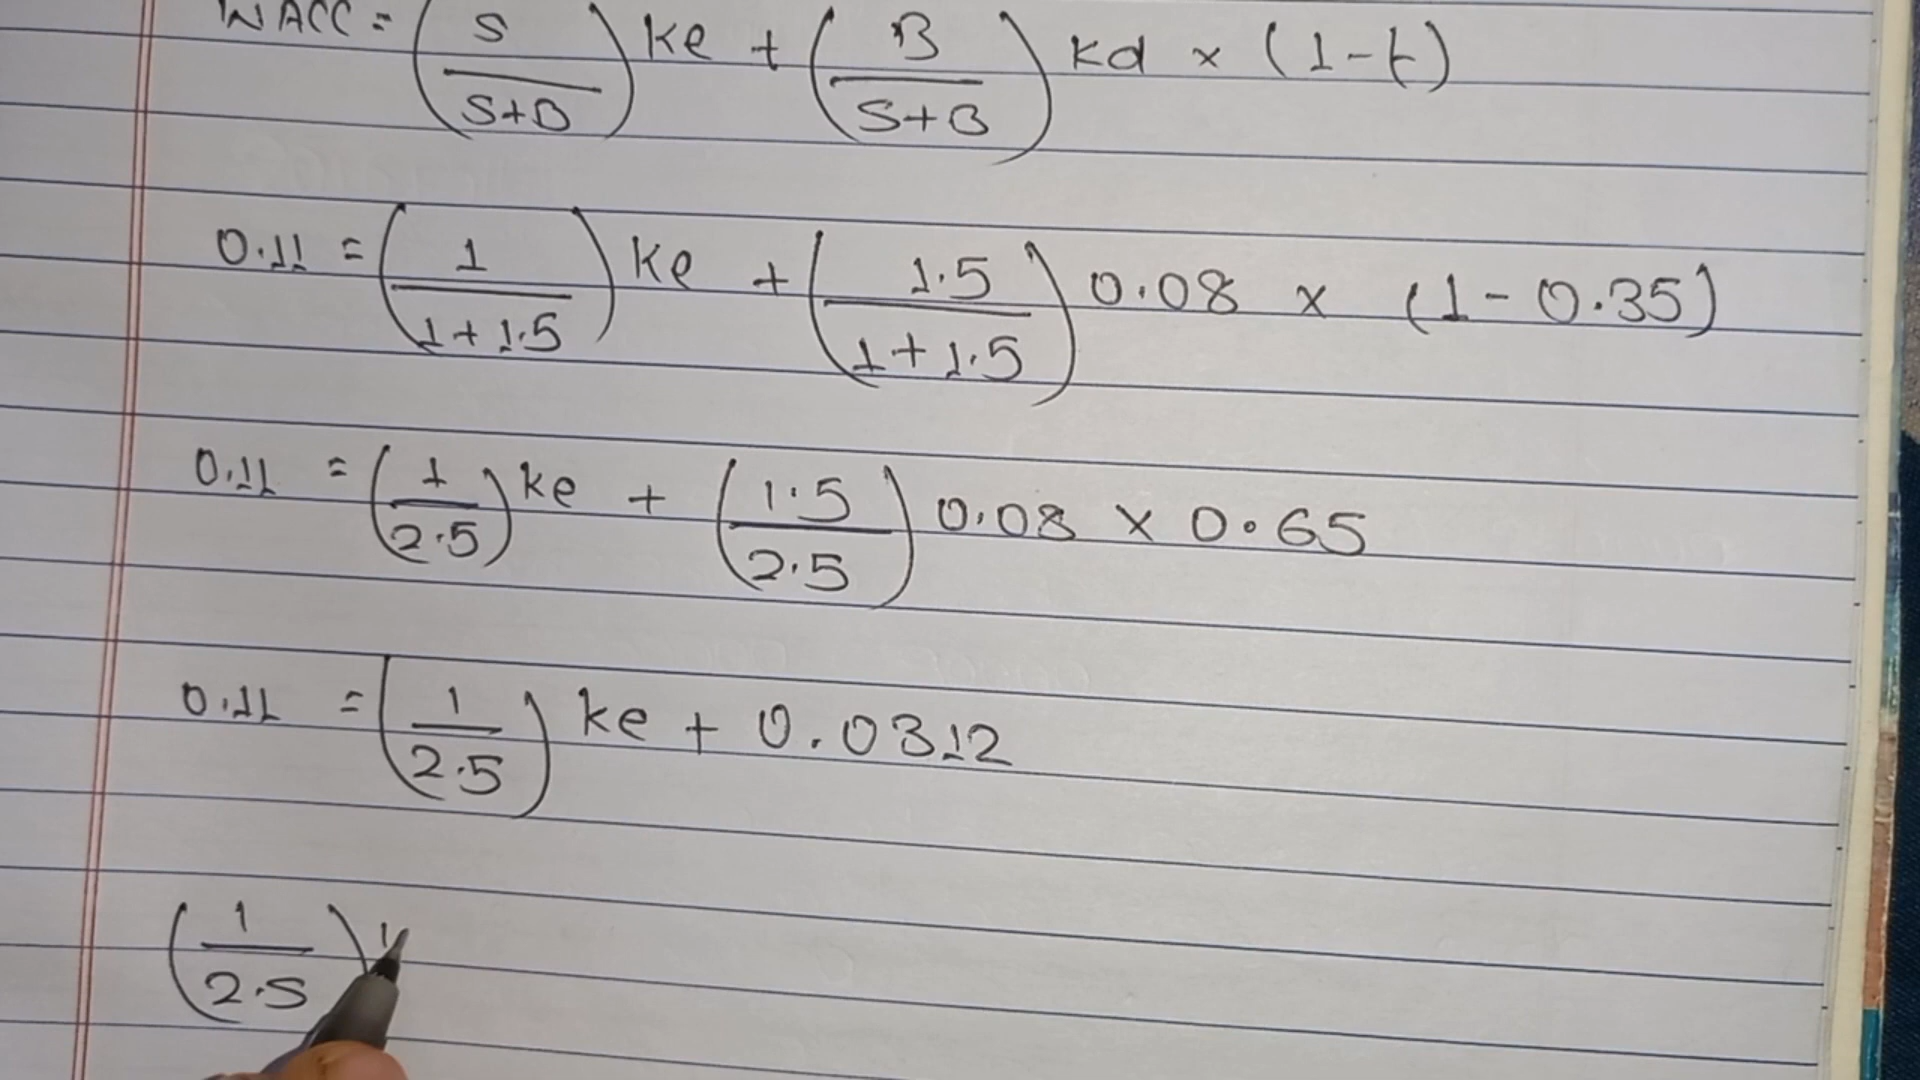 WACC = (S/S+B) ke + (B/S+B) kd × (1-t)
0.11 = (1/1+1.5) ke + (1.5/1+1.5) 0.08 × (1-0.35)
0.11 = (1/2.5) ke + (1.5/2.5) 0.08 × 0.65
0.11 = (1/2.5) ke + 0.0312
(1/2.5)